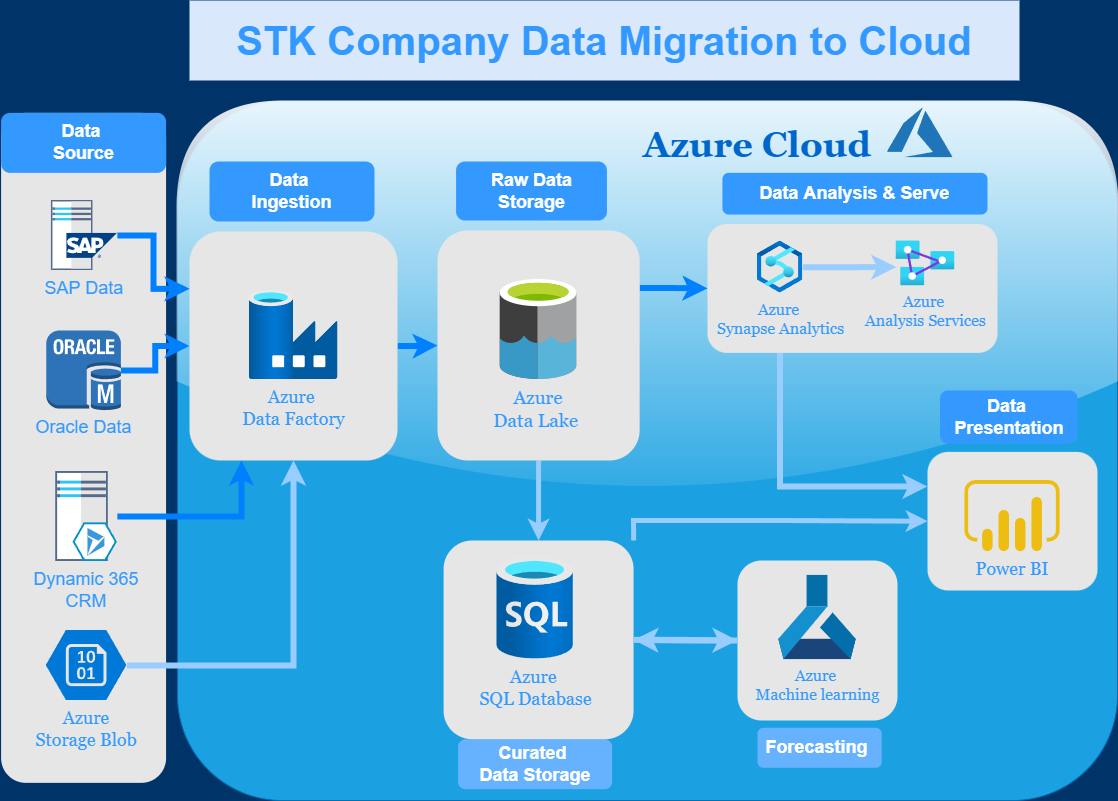 STK Company Data Migration to Cloud
Data
Source
SAP
SAP Data
ORACLE
M
Oracle Data
Dynamic 365
CRM
10
01
Azure
Storage Blob
Azure Cloud
Data
Ingestion
Azure
Data Factory
Raw Data
Storage
Azure
Data Lake
Data Analysis & Serve
Azure
Synapse Analytics
Azure
Analysis Services
Data
Presentation
Power BI
SQL
Azure
SQL Database
Curated
Data Storage
Azure
Machine learning
Forecasting